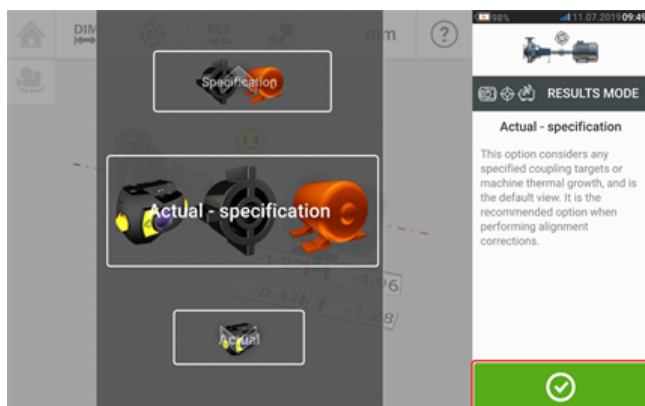 98%
11.07.2019 09:49
DIM
RES
mm
?
Specification
RESULTS MODE
Actual - specification
This option considers any
specified coupling targets or
machine thermal growth, and is
the default view. It is the
recommended option when
performing alignment
corrections.
Actual - specification
-4.96
-0.44
-1.28
Actual